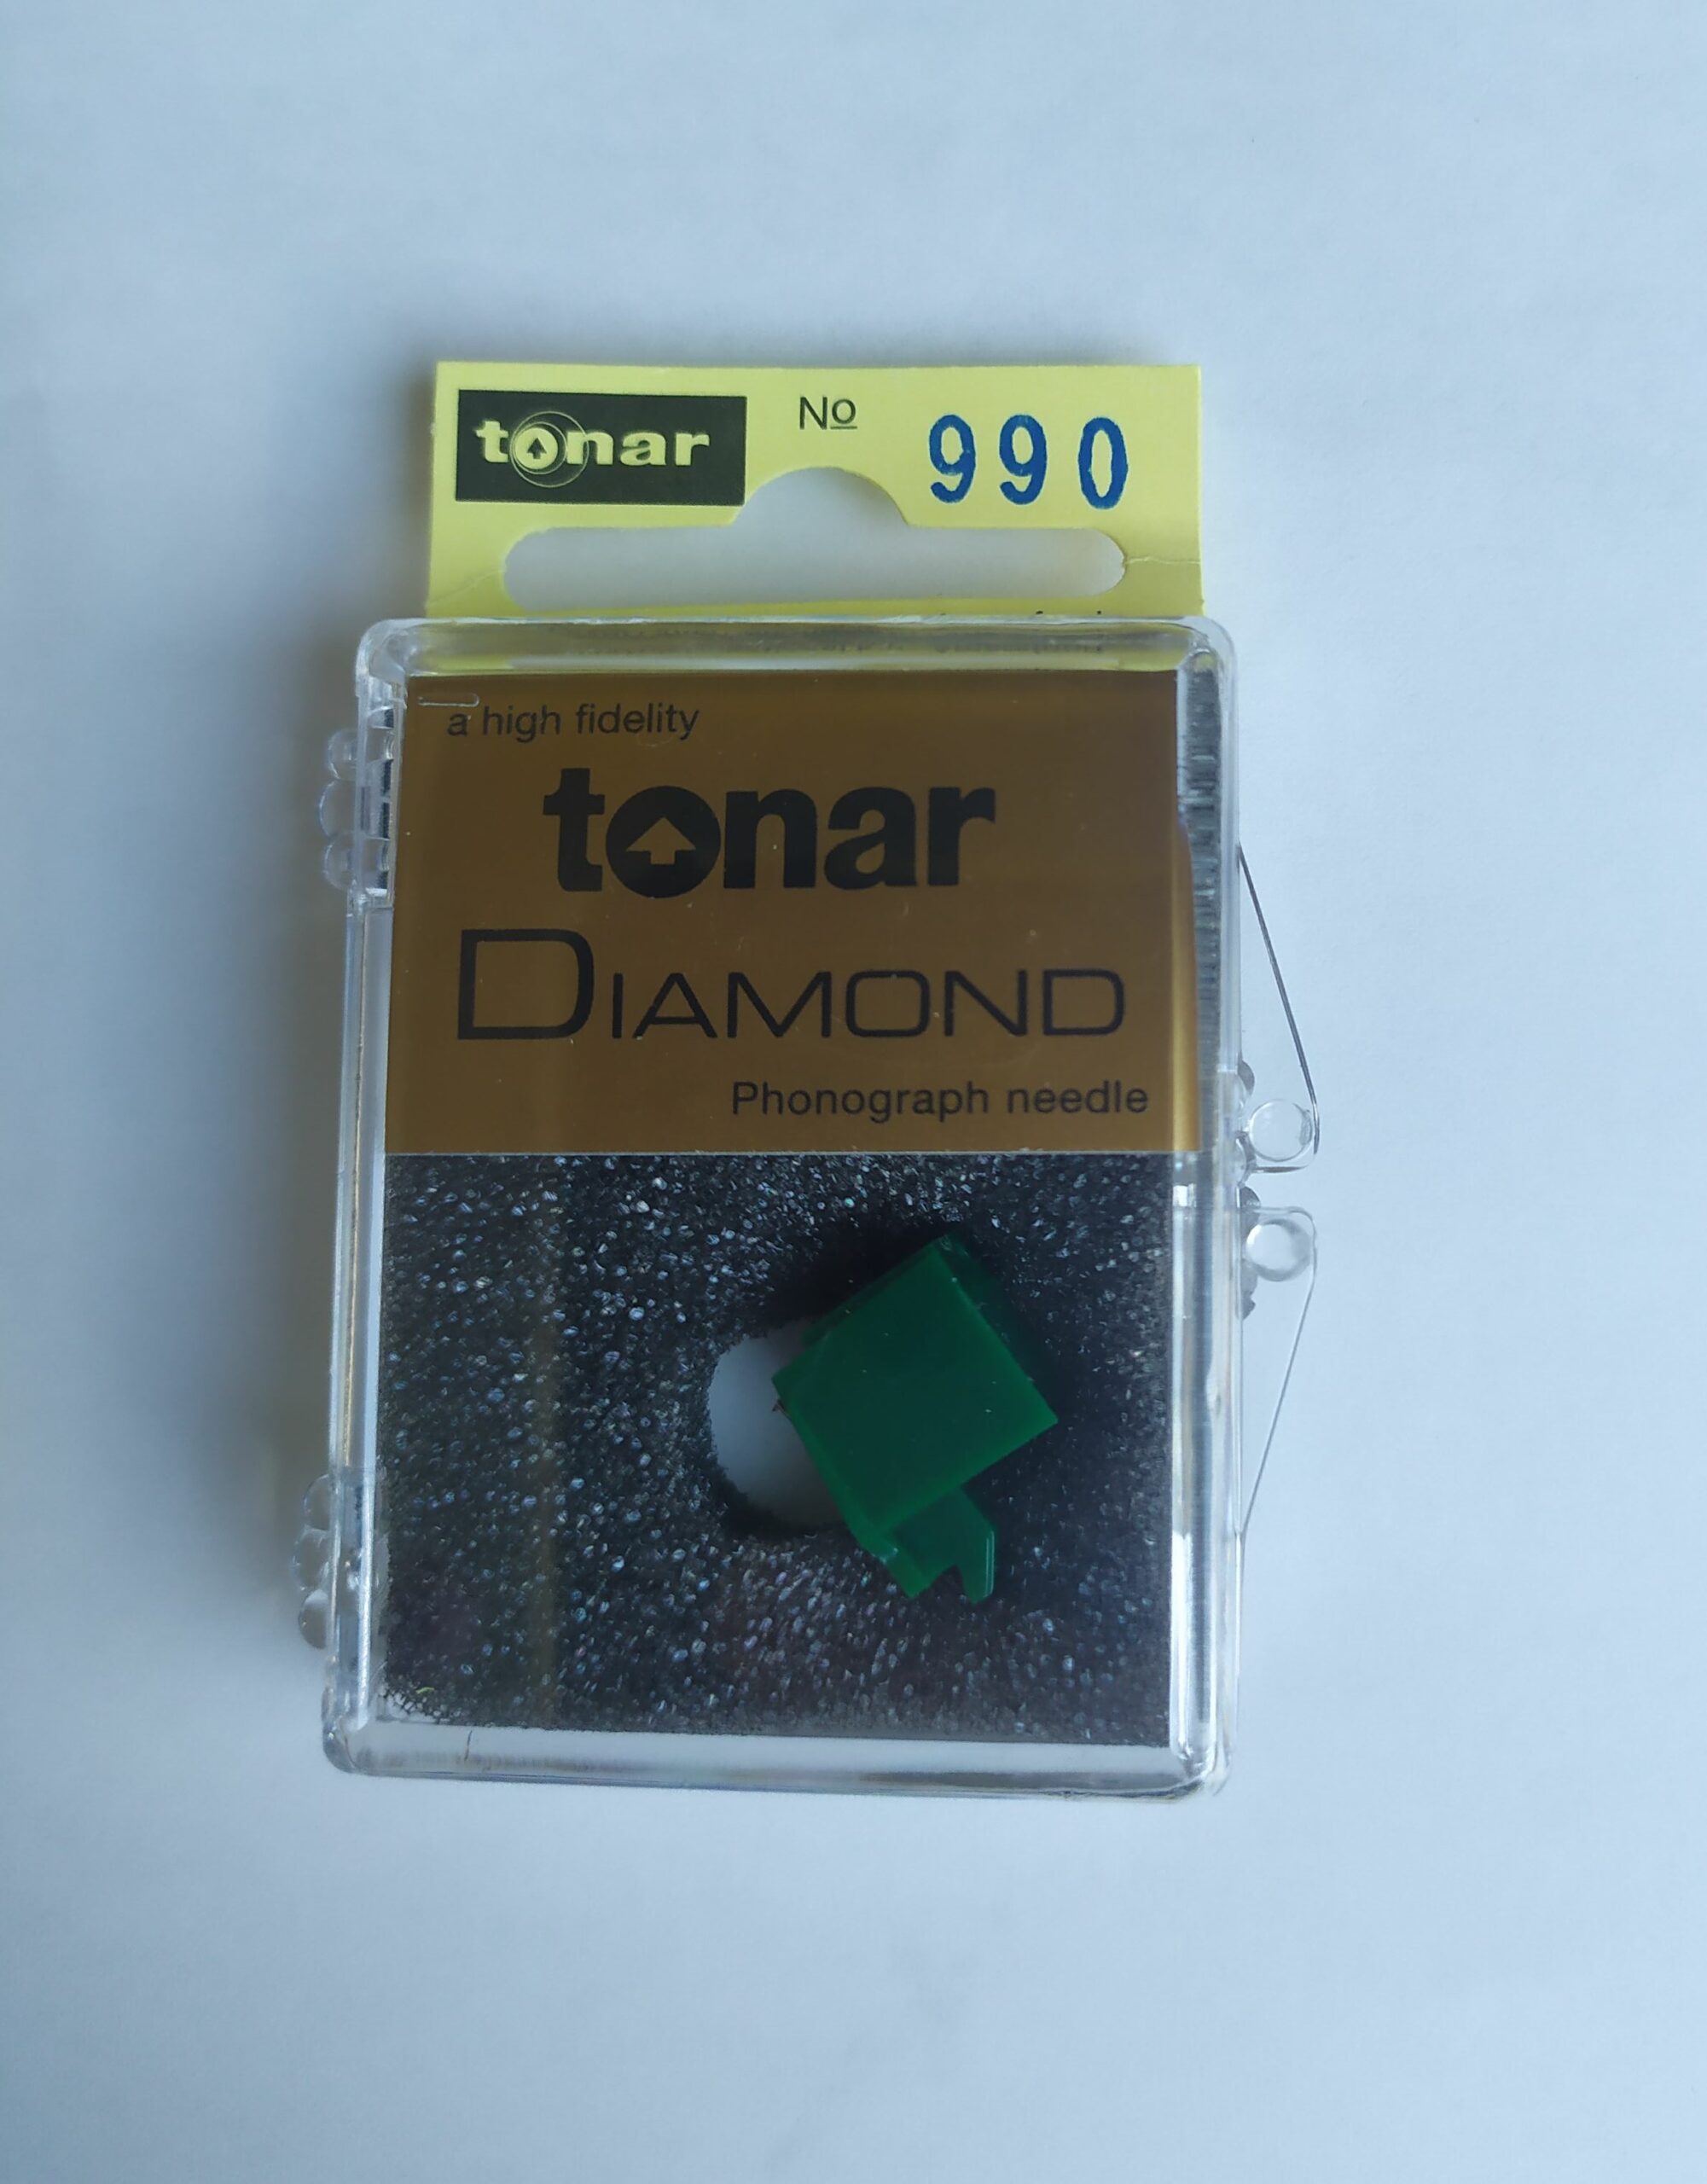 tonar
Nº 990
a high fidelity
tonar
DIAMOND
Phonograph needle